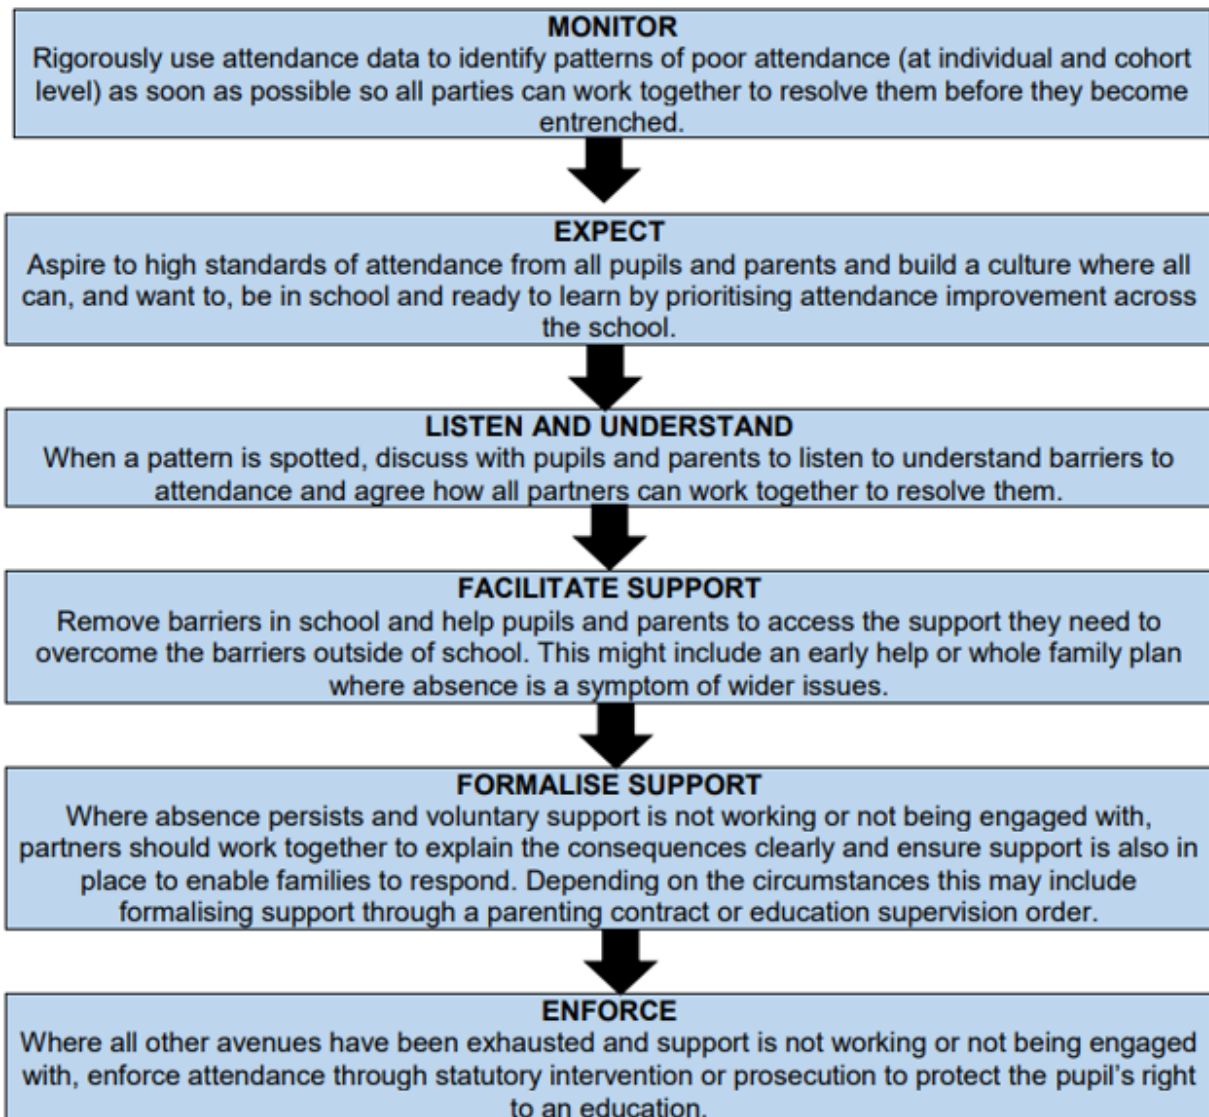 MONITOR
Rigorously use attendance data to identify patterns of poor attendance (at individual and cohort
level) as soon as possible so all parties can work together to resolve them before they become
entrenched.
EXPECT
Aspire to high standards of attendance from all pupils and parents and build a culture where all
can, and want to, be in school and ready to learn by prioritising attendance improvement across
the school.
LISTEN AND UNDERSTAND
When a pattern is spotted, discuss with pupils and parents to listen to understand barriers to
attendance and agree how all partners can work together to resolve them.
FACILITATE SUPPORT
Remove barriers in school and help pupils and parents to access the support they need to
overcome the barriers outside of school. This might include an early help or whole family plan
where absence is a symptom of wider issues.
FORMALISE SUPPORT
Where absence persists and voluntary support is not working or not being engaged with,
partners should work together to explain the consequences clearly and ensure support is also in
place to enable families to respond. Depending on the circumstances this may include
formalising support through a parenting contract or education supervision order.
ENFORCE
Where all other avenues have been exhausted and support is not working or not being engaged
with, enforce attendance through statutory intervention or prosecution to protect the pupil's right
to an education.